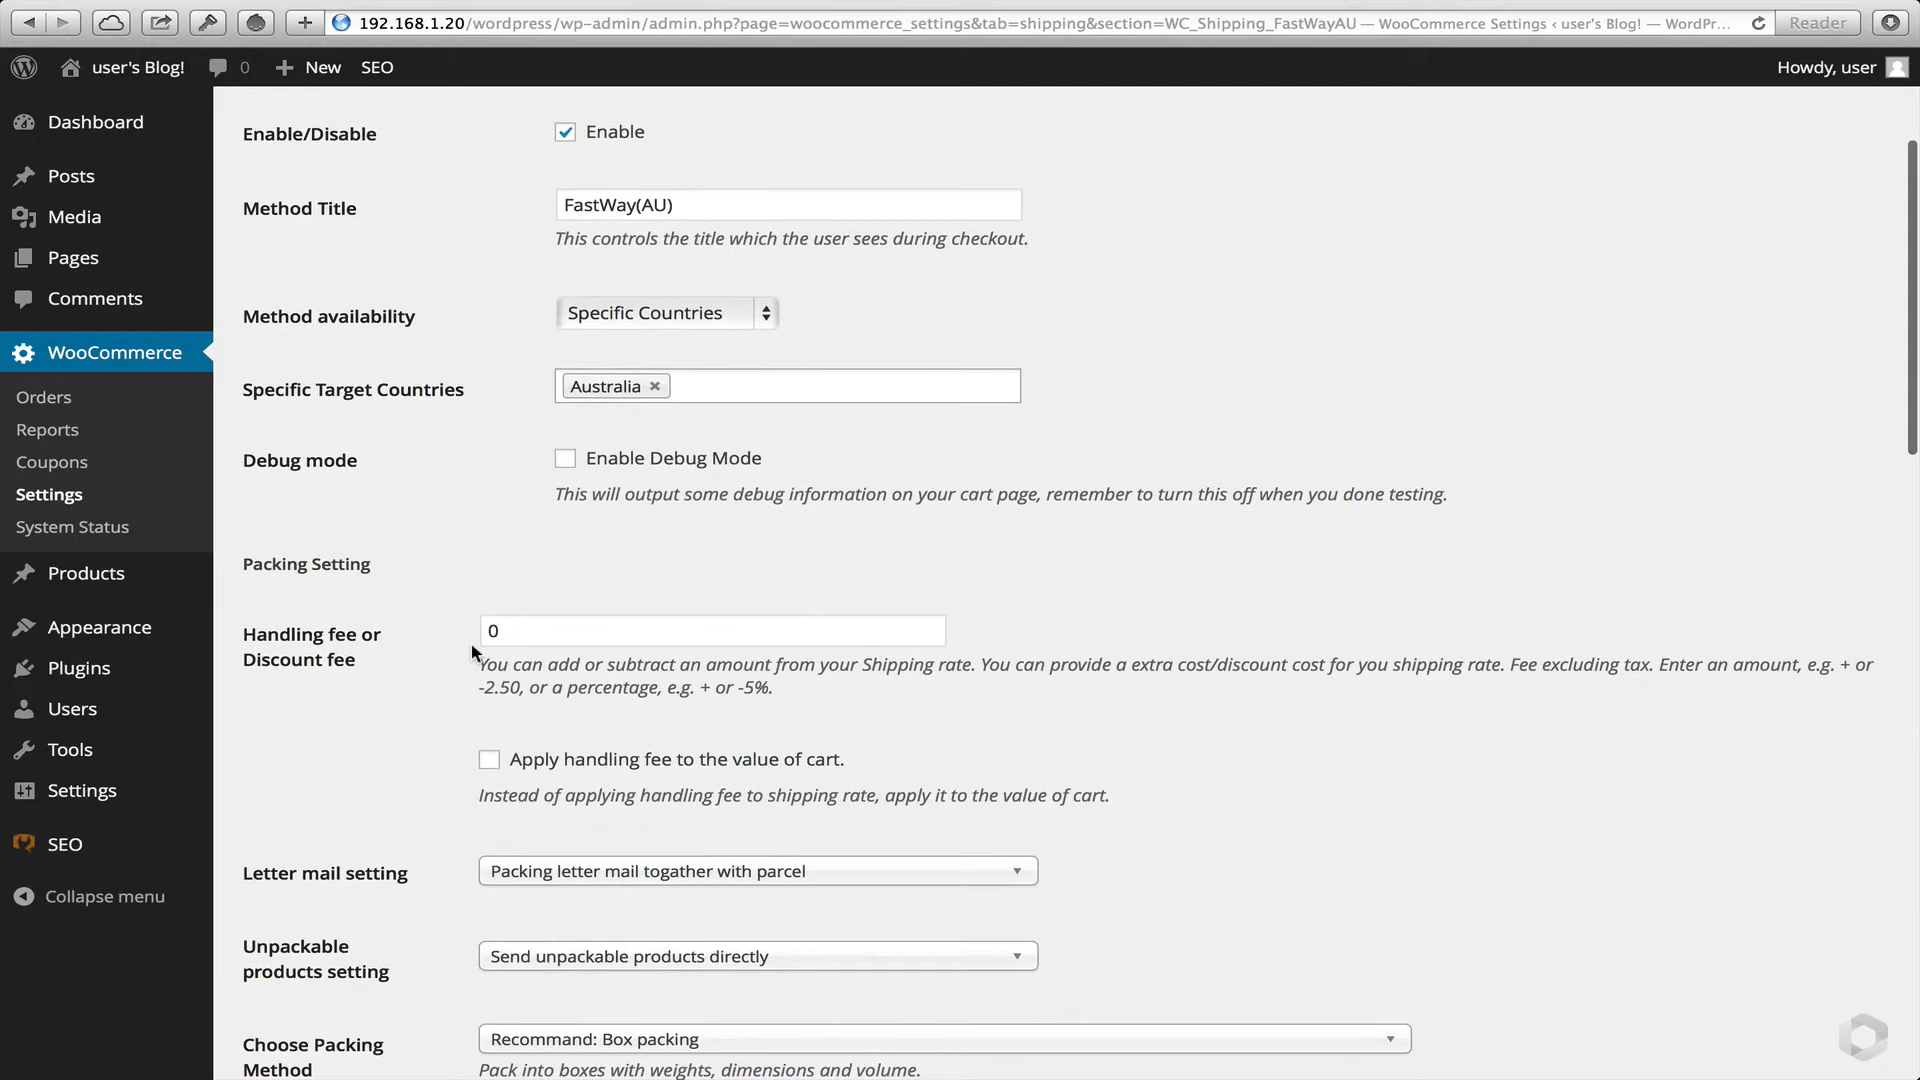 192.168.1.20/wordpress/wp-admin/admin.php?page=woocommerce_settings&tab=shipping&section=WC_Shipping_FastWayAU — WooCommerce Settings ‹ user's Blog! — WordPr...
Reader
user's Blog!
0
New
SEO
Howdy, user
Dashboard
Posts
Media
Pages
Comments
WooCommerce
Orders
Reports
Coupons
Settings
System Status
Products
Appearance
Plugins
Users
Tools
Settings
SEO
Collapse menu
Enable/Disable
Enable
Method Title
FastWay(AU)
This controls the title which the user sees during checkout.
Method availability
Specific Countries
Specific Target Countries
Australia
Debug mode
Enable Debug Mode
This will output some debug information on your cart page, remember to turn this off when you done testing.
Packing Setting
Handling fee or
Discount fee
0
You can add or subtract an amount from your Shipping rate. You can provide a extra cost/discount cost for you shipping rate. Fee excluding tax. Enter an amount, e.g. + or
-2.50, or a percentage, e.g. + or -5%.
Apply handling fee to the value of cart.
Instead of applying handling fee to shipping rate, apply it to the value of cart.
Letter mail setting
Packing letter mail togather with parcel
Unpackable
products setting
Send unpackable products directly
Choose Packing
Method
Recommand: Box packing
Pack into boxes with weights, dimensions and volume.